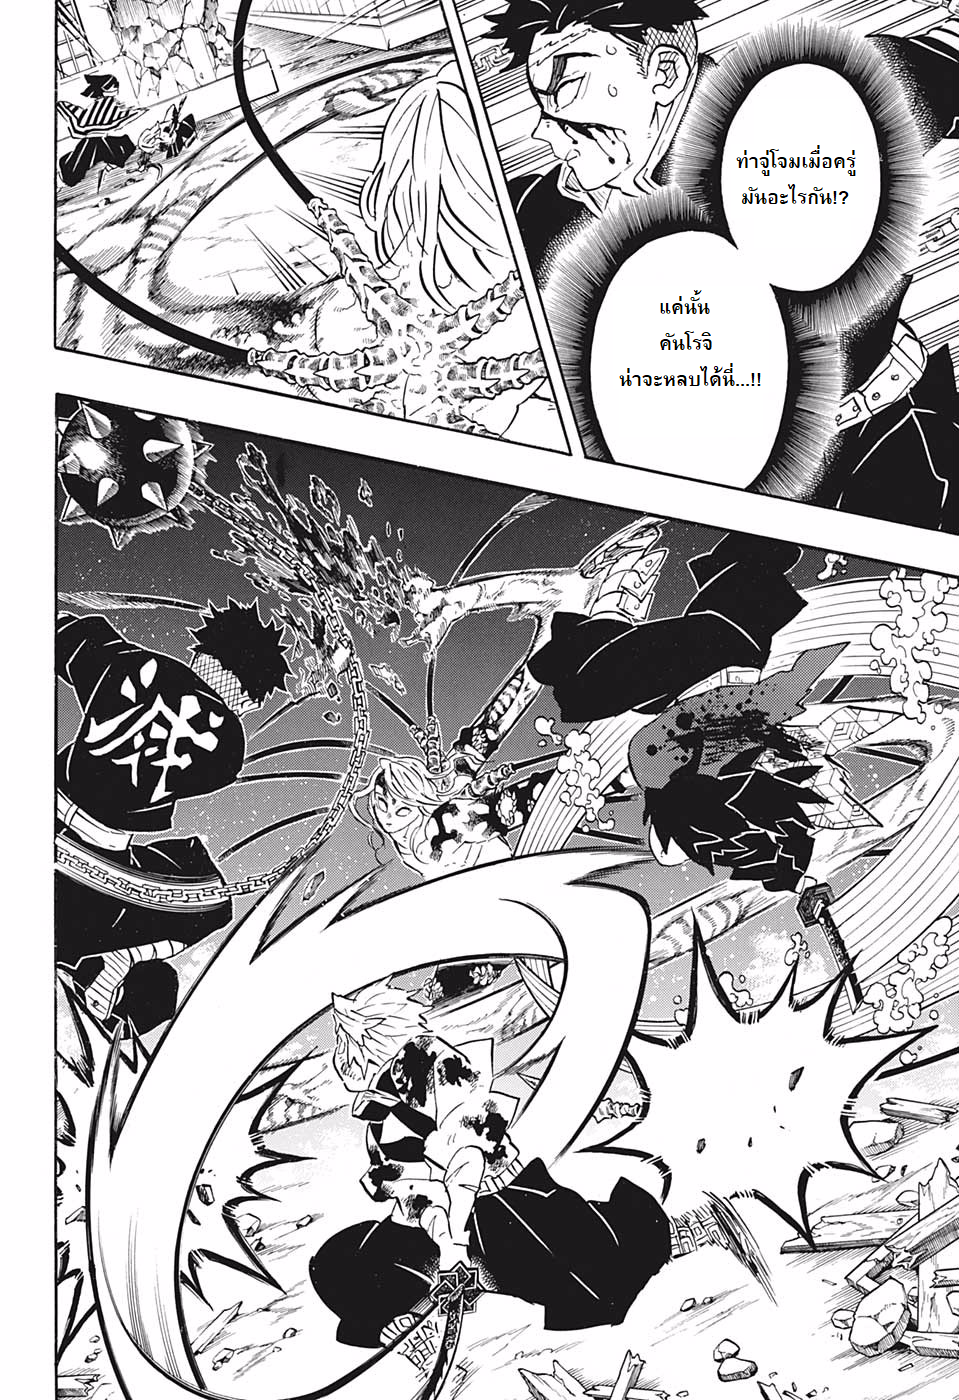 ท่าจู่โจมเมื่อครู่
มันอะไรกัน!?
แค่นั้น
คันโรจิ
น่าจะหลบได้นี่...!!